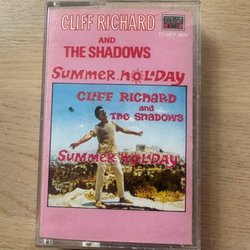 CLIFF RICHARD
AND
THE SHADOWS
SUMMER HOLIDAY
CLIFF RICHARD
and
THE SHADOWS
SUMMER HOLIDAY